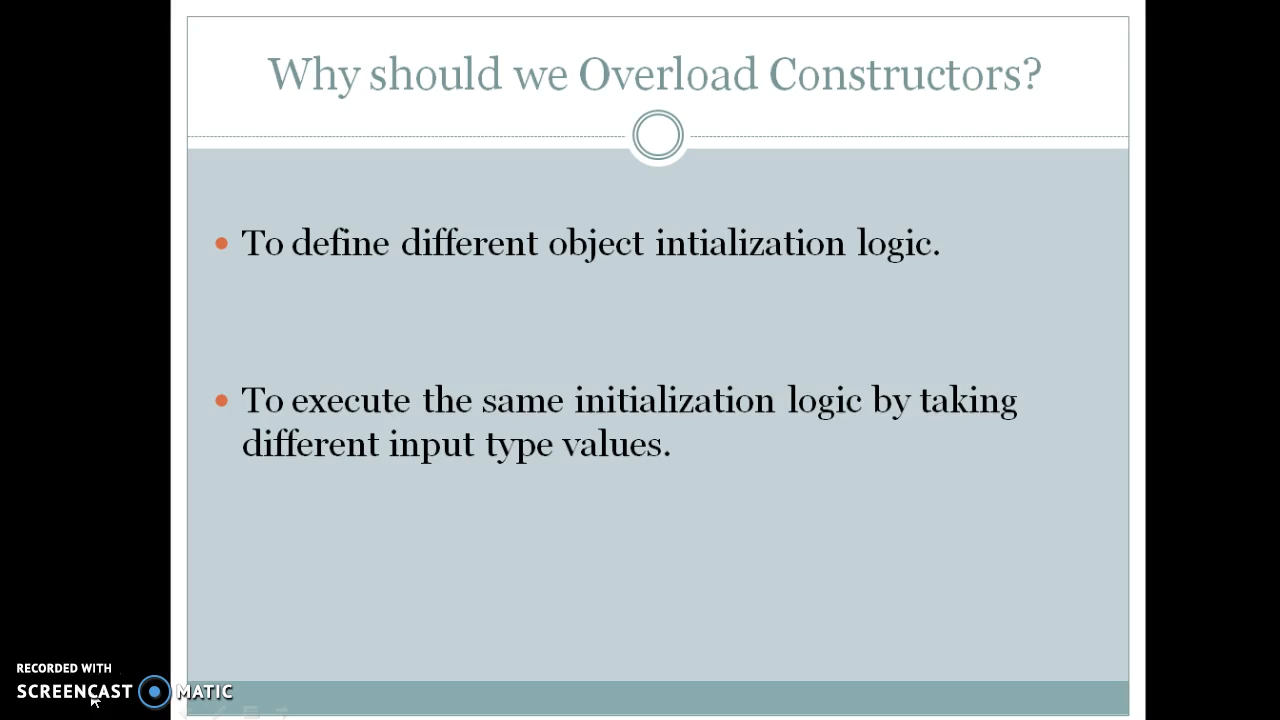 Why should we Overload Constructors?
To define different object intialization logic.
To execute the same initialization logic by taking
different input type values.
RECORDED WITH
SCREENCAST MATIC